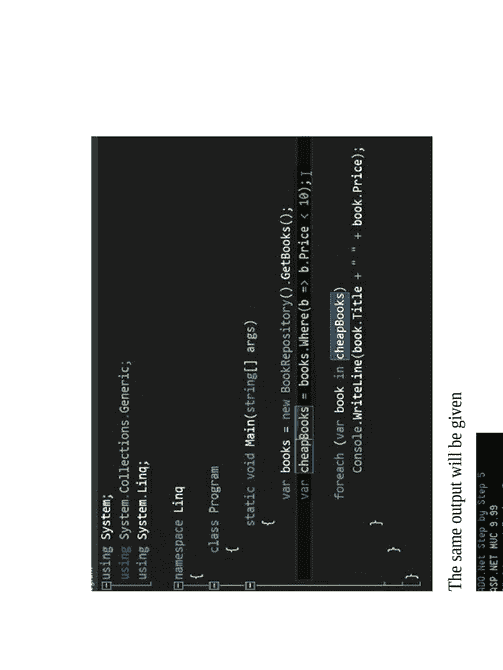 using System;
using System.Collections.Generic;
using System.Linq;
namespace Linq
{
class Program
{
static void Main(string[] args)
{
var books = new BookRepository().GetBooks();
var cheapBooks = books.Where(b => b.Price < 10);
foreach (var book in cheapBooks)
Console.WriteLine(book.Title + " " + book.Price);
}
}
}
The same output will be given
ADO.Net Step by Step 5
ASP.NET MVC 9.99